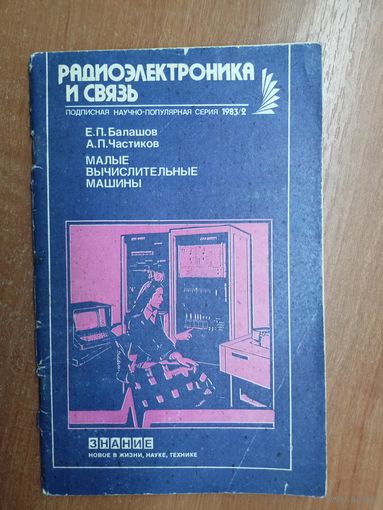 РАДИОЭЛЕКТРОНИКА
И СВЯЗЬ
ПОДПИСНАЯ НАУЧНО-ПОПУЛЯРНАЯ СЕРИЯ 1983/2
Е.П. Балашов
А.П. Частиков
МАЛЫЕ
ВЫЧИСЛИТЕЛЬНЫЕ
МАШИНЫ
ЗНАНИЕ
НОВОЕ В ЖИЗНИ, НАУКЕ, ТЕХНИКЕ